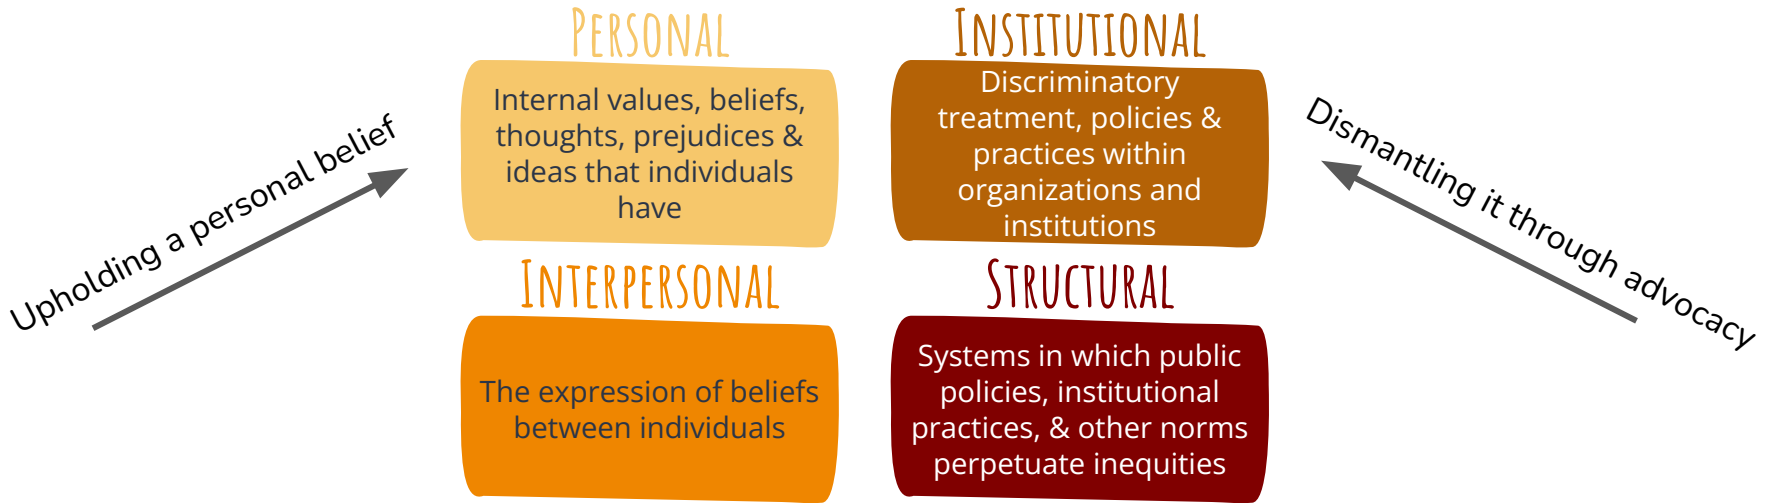 PERSONAL
Internal values, beliefs,
thoughts, prejudices &
ideas that individuals
have
INSTITUTIONAL
Discriminatory
treatment, policies &
practices within
organizations and
institutions
Upholding a personal belief
Dismantling it through advocacy
INTERPERSONAL
The expression of beliefs
between individuals
STRUCTURAL
Systems in which public
policies, institutional
practices, & other norms
perpetuate inequities